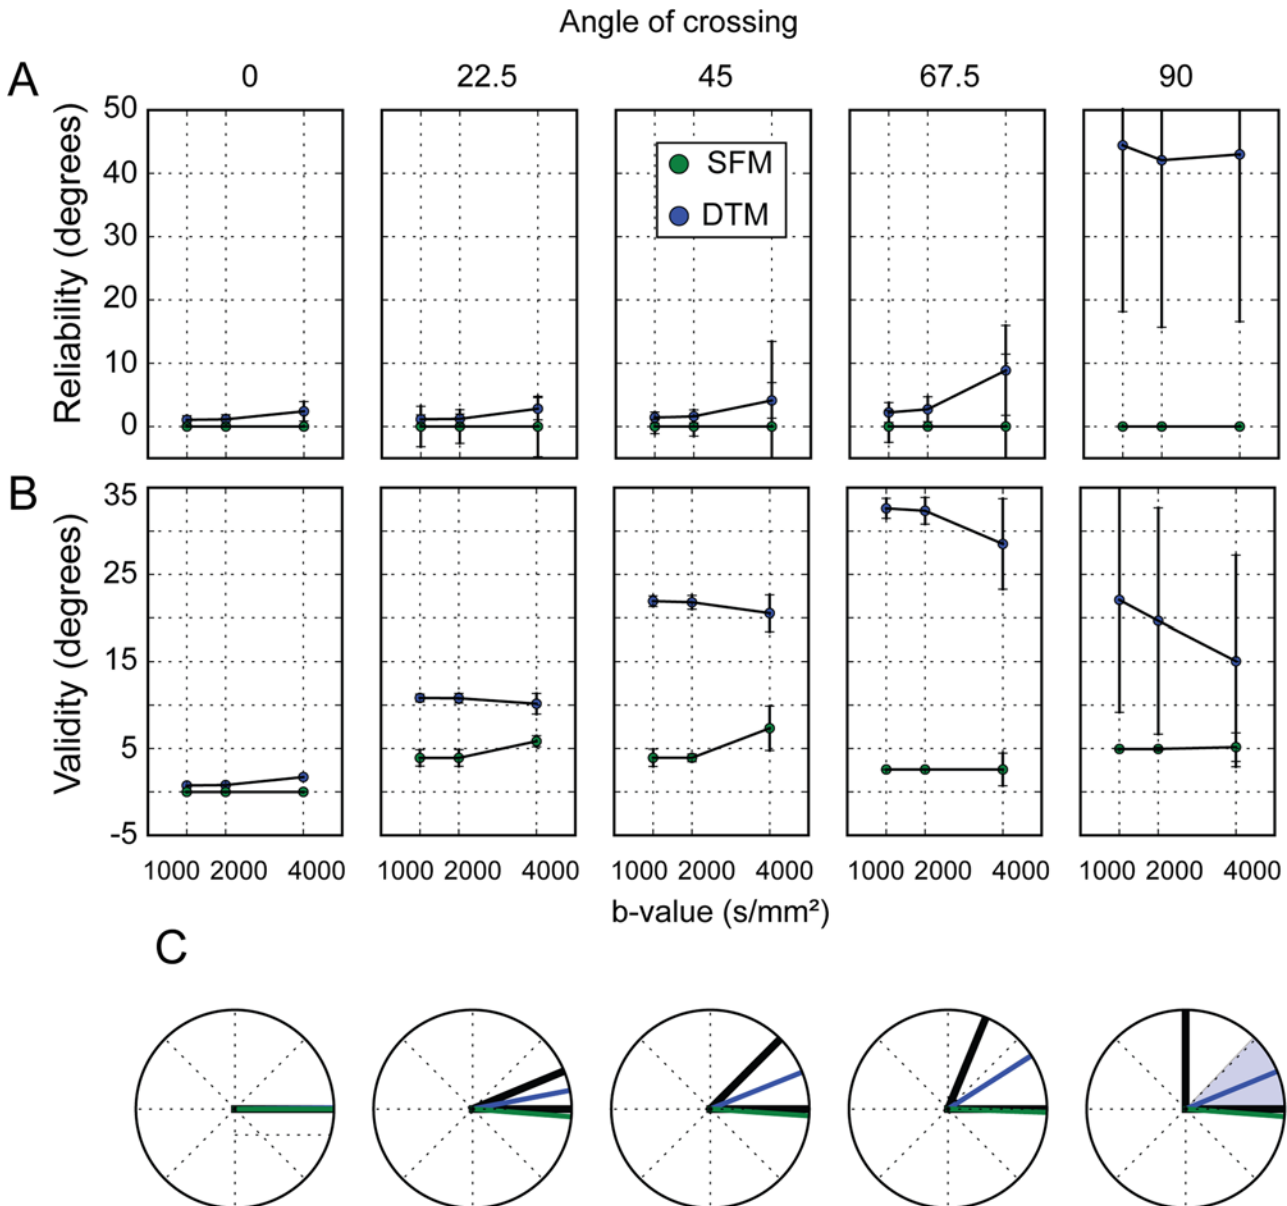 Angle of crossing
A 0 22.5 45 67.5 90
Reliability (degrees)
50
40
30
20
10
0
SFM
DTM
B
Validity (degrees)
35
25
15
5
-5
1000 2000 4000 1000 2000 4000 1000 2000 4000 1000 2000 4000 1000 2000 4000
b-value (s/mm²)
C